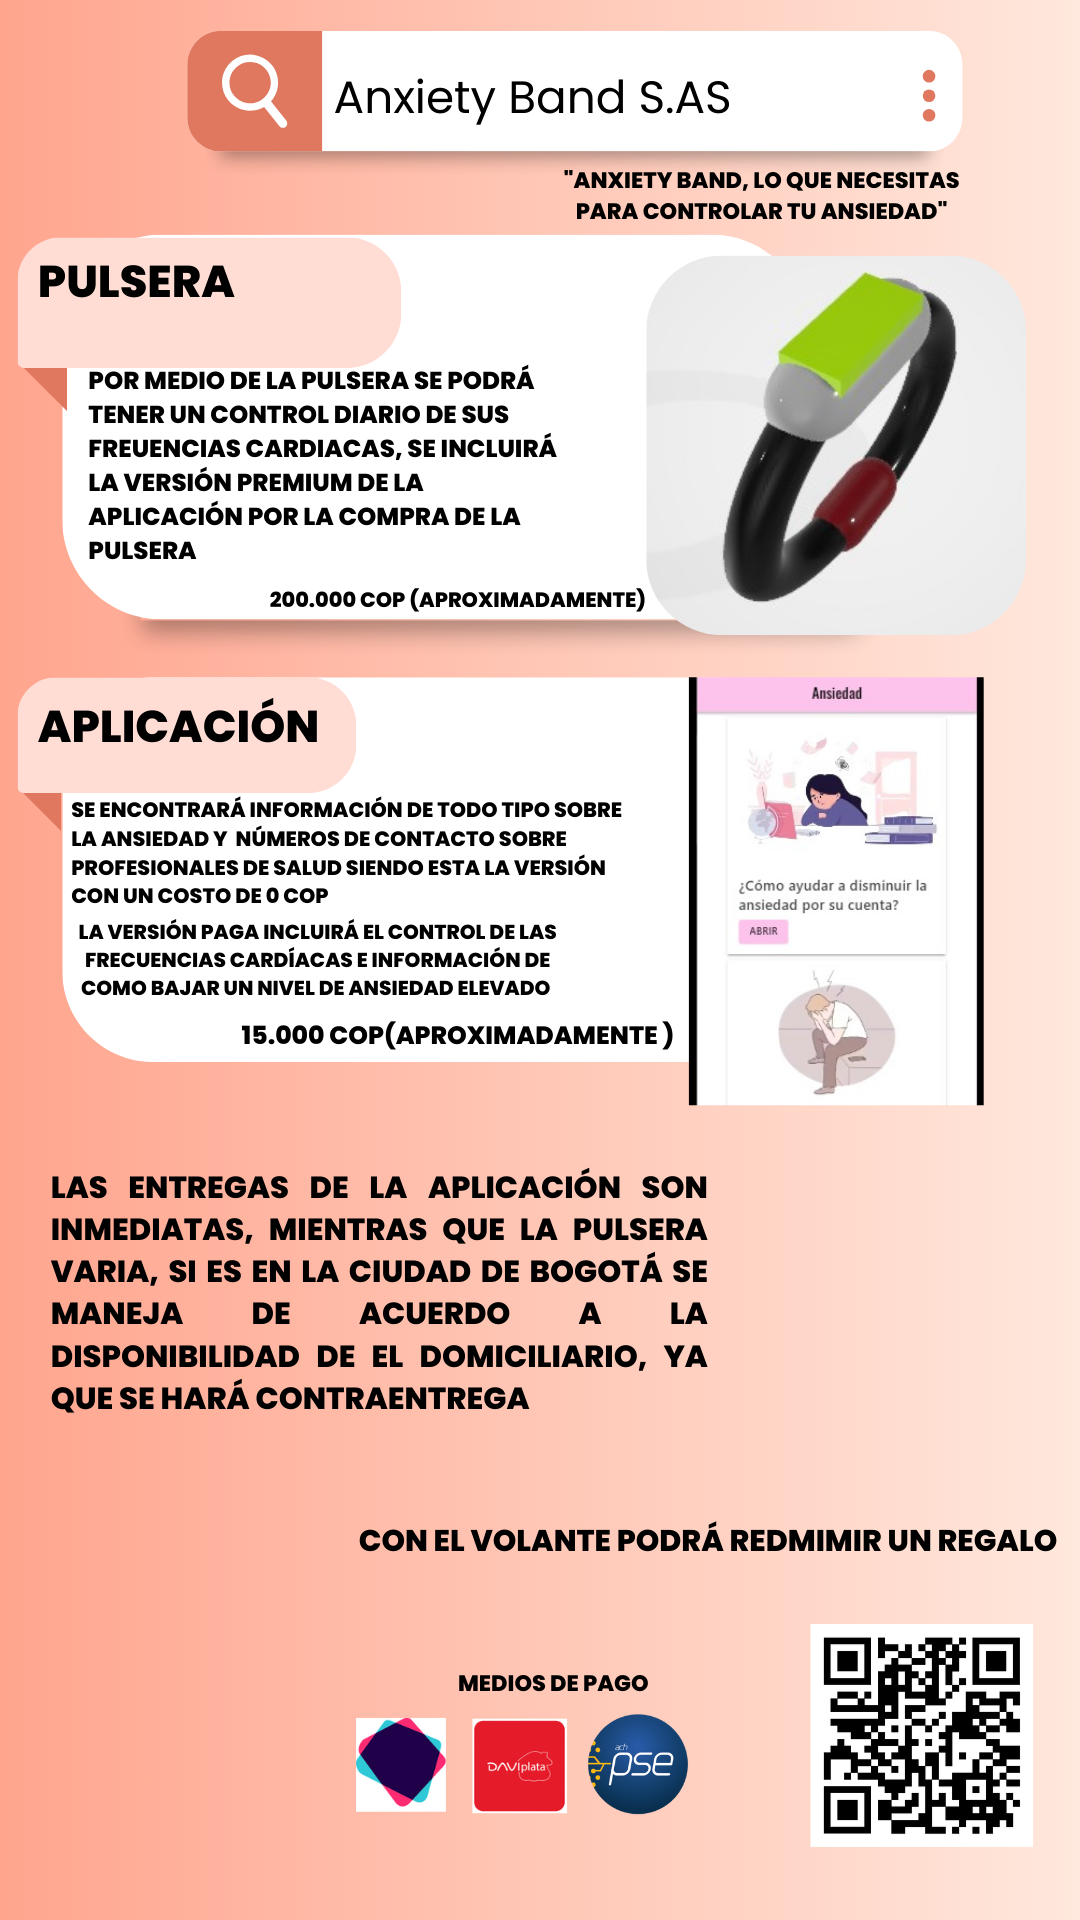 Anxiety Band S.AS
"ANXIETY BAND, LO QUE NECESITAS
PARA CONTROLAR TU ANSIEDAD"
PULSERA
POR MEDIO DE LA PULSERA SE PODRÁ
TENER UN CONTROL DIARIO DE SUS
FREUENCIAS CARDIACAS, SE INCLUIRÁ
LA VERSIÓN PREMIUM DE LA
APLICACIÓN POR LA COMPRA DE LA
PULSERA
200.000 COP (APROXIMADAMENTE)
APLICACIÓN
SE ENCONTRARÁ INFORMACIÓN DE TODO TIPO SOBRE
LA ANSIEDAD Y  NÚMEROS DE CONTACTO SOBRE
PROFESIONALES DE SALUD SIENDO ESTA LA VERSIÓN
CON UN COSTO DE 0 COP
LA VERSIÓN PAGA INCLUIRÁ EL CONTROL DE LAS
FRECUENCIAS CARDÍACAS E INFORMACIÓN DE
COMO BAJAR UN NIVEL DE ANSIEDAD ELEVADO
15.000 COP(APROXIMADAMENTE )
Ansiedad
¿Cómo ayudar a disminuir la
ansiedad por su cuenta?
ABRIR
LAS ENTREGAS DE LA APLICACIÓN SON
INMEDIATAS, MIENTRAS QUE LA PULSERA
VARIA, SI ES EN LA CIUDAD DE BOGOTÁ SE
MANEJA DE ACUERDO A LA
DISPONIBILIDAD DE EL DOMICILIARIO, YA
QUE SE HARÁ CONTRAENTREGA
CON EL VOLANTE PODRÁ REDMIMIR UN REGALO
MEDIOS DE PAGO
DAVIplata
ach
pse